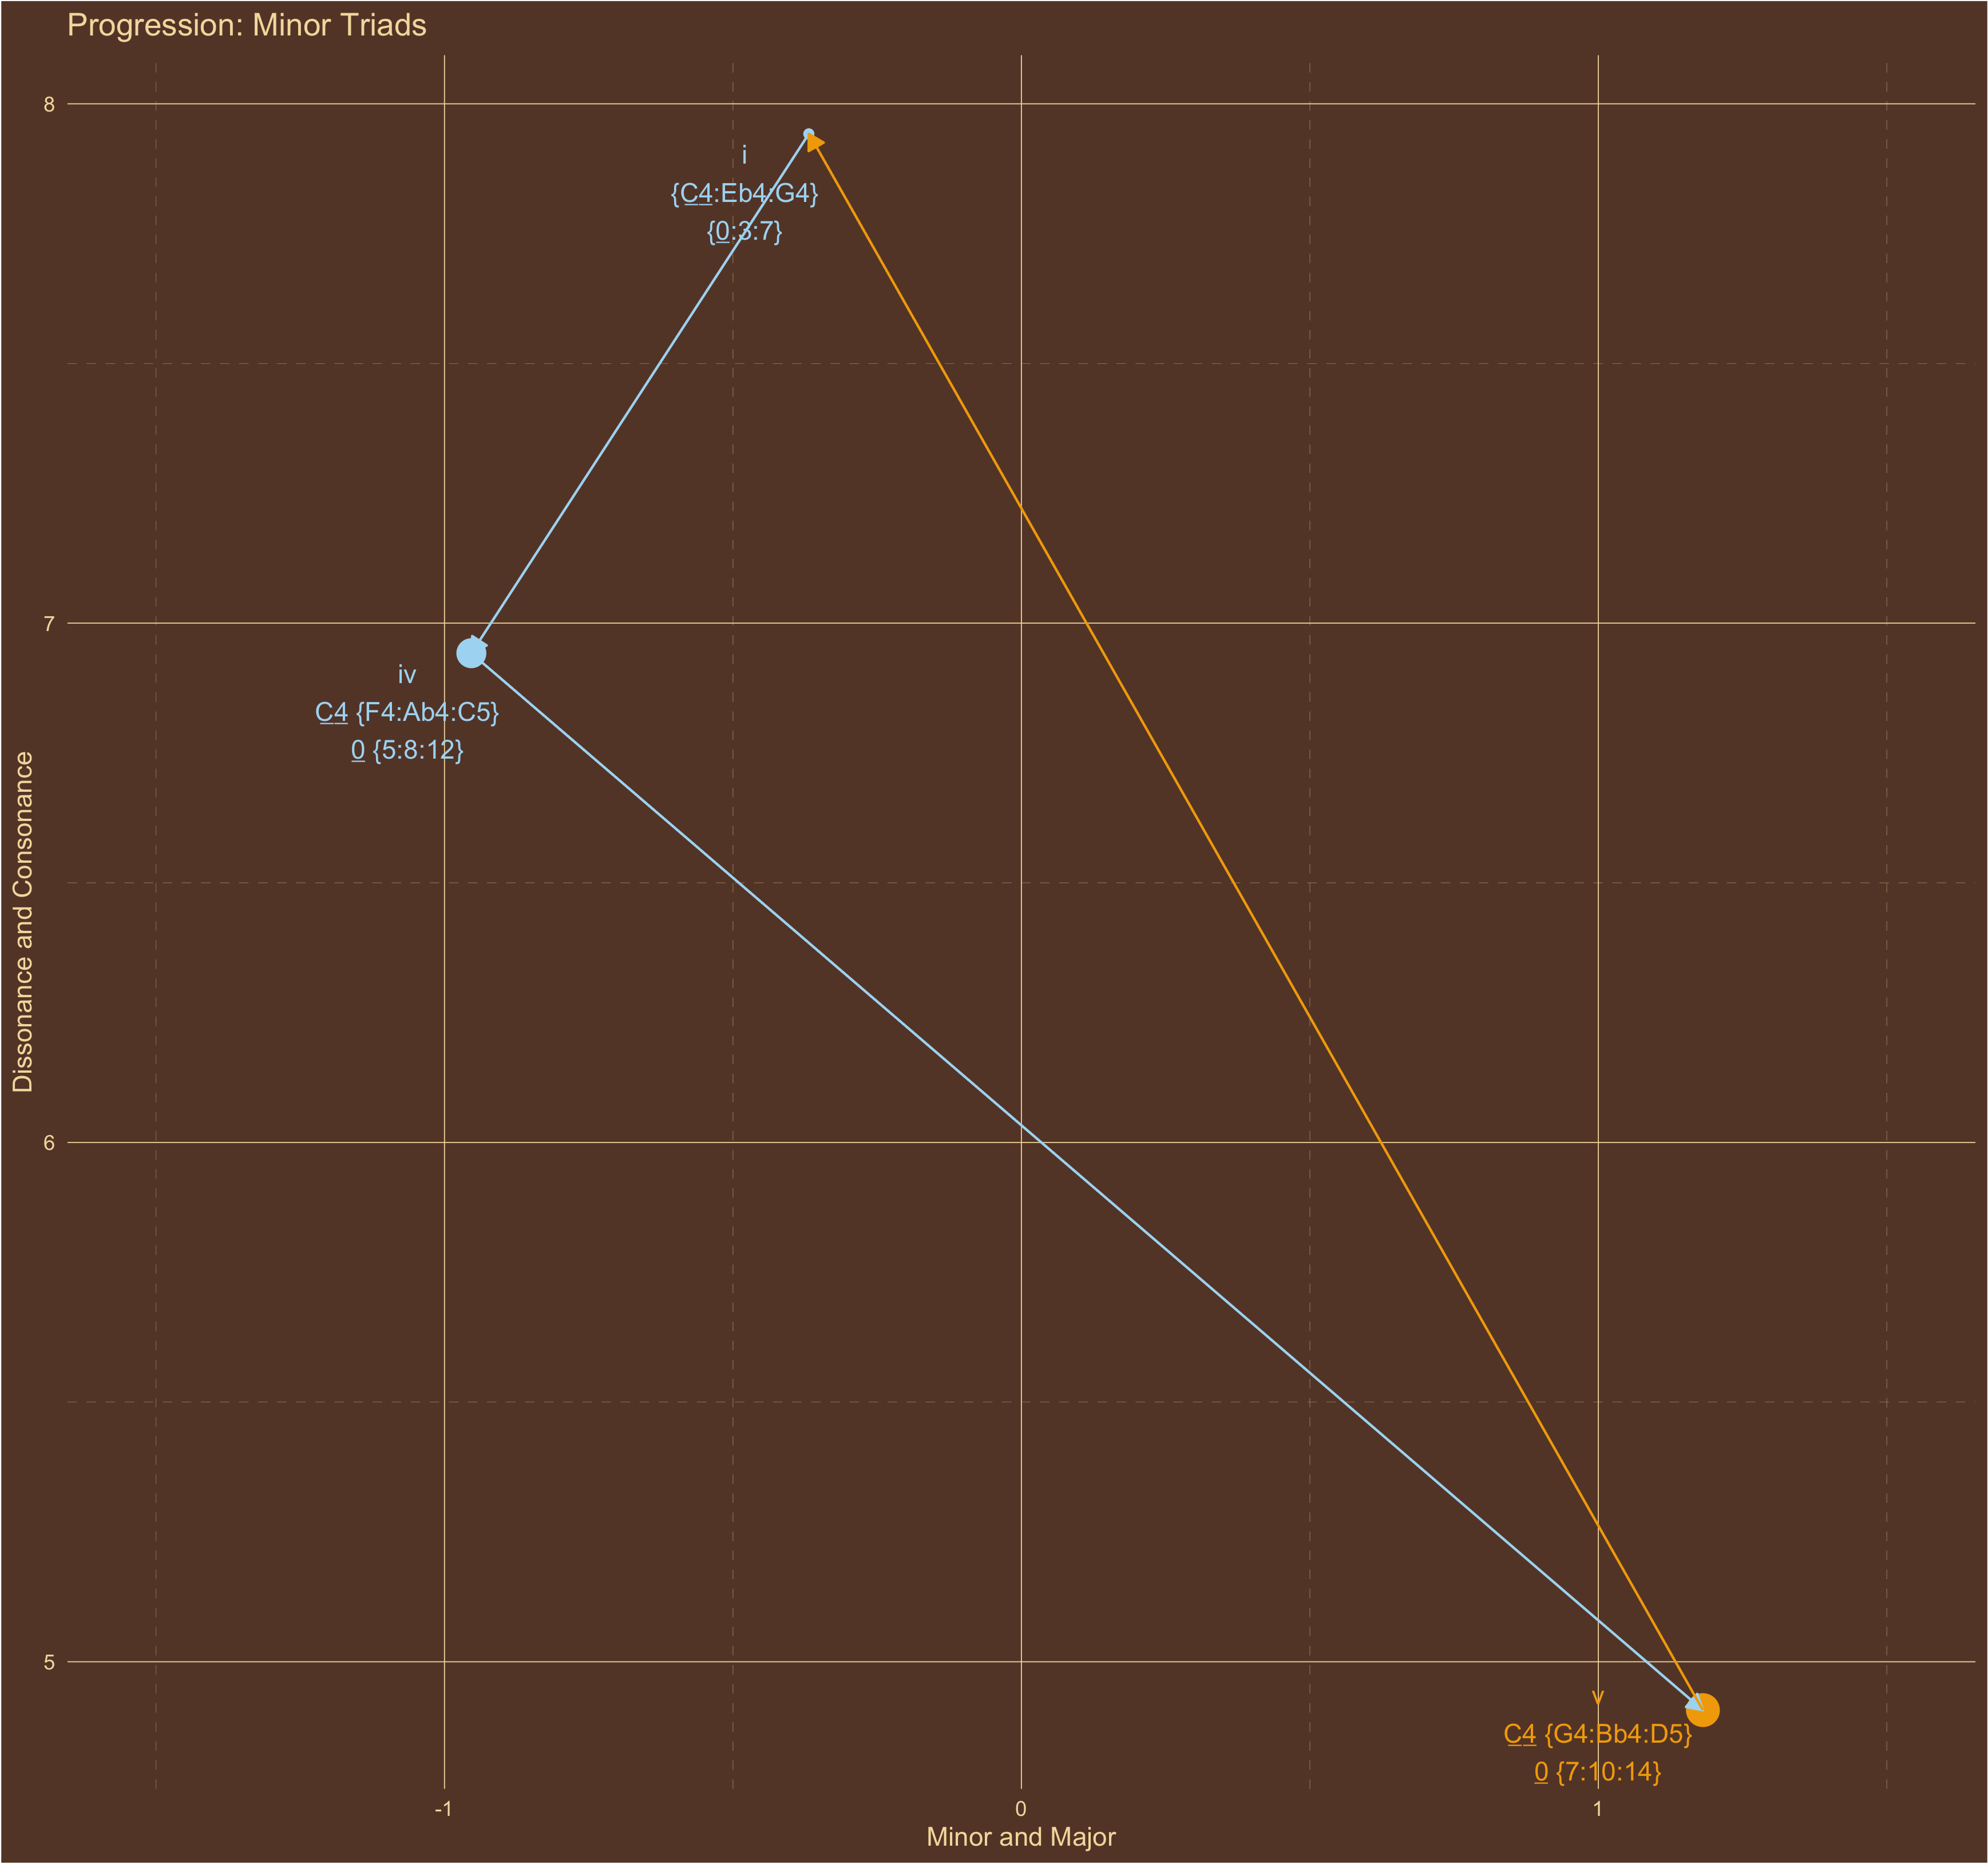 Progression: Minor Triads
8
i
{C4:Eb4:G4}
{0:3:7}
7
iv
C4 {F4:Ab4:C5}
0 {5:8:12}
Dissonance and Consonance
6
5
v
C4 {G4:Bb4:D5}
0 {7:10:14}
-1 0 1
Minor and Major